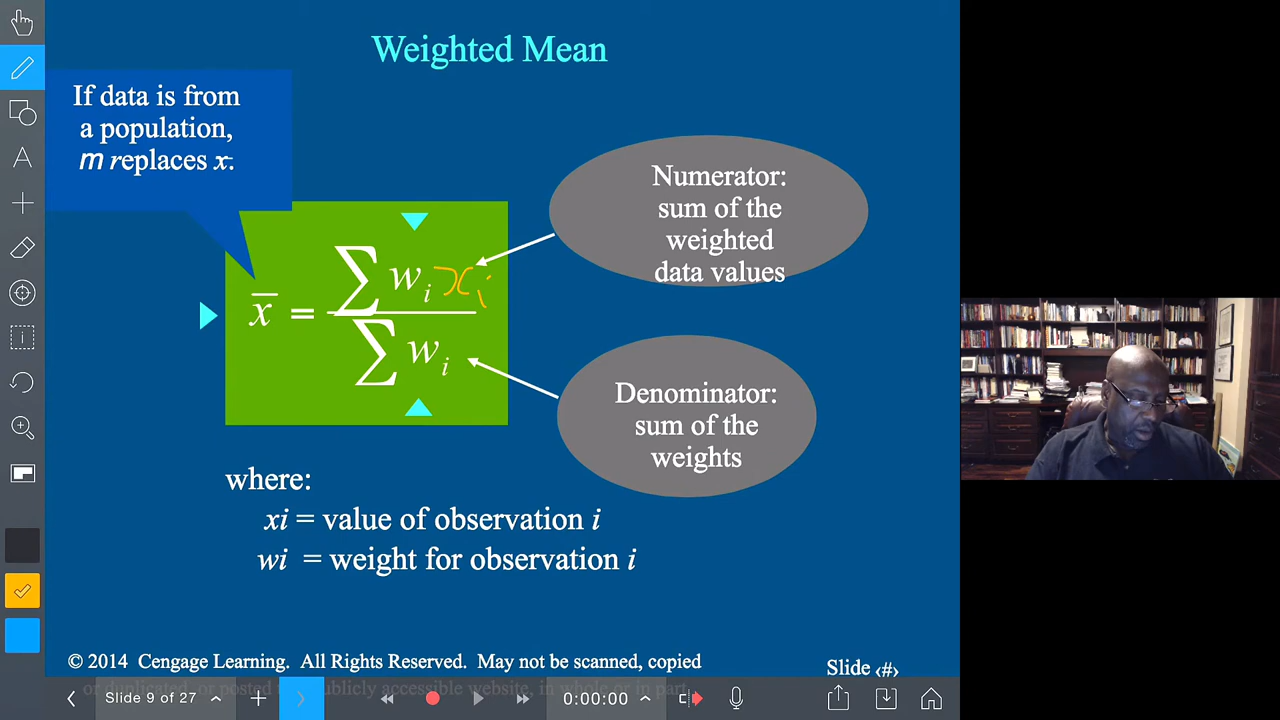 Weighted Mean
If data is from
a population,
m replaces x.
Numerator:
sum of the
weighted
data values
x̄ = ∑ wᵢ xᵢ
∑ wᵢ
Denominator:
sum of the
weights
where:
xi = value of observation i
wi = weight for observation i
© 2014 Cengage Learning. All Rights Reserved. May not be scanned, copied
or duplicated, or posted to a publicly accessible website, in whole or in part.
Slide ‹#›
Slide 9 of 27
0:00:00